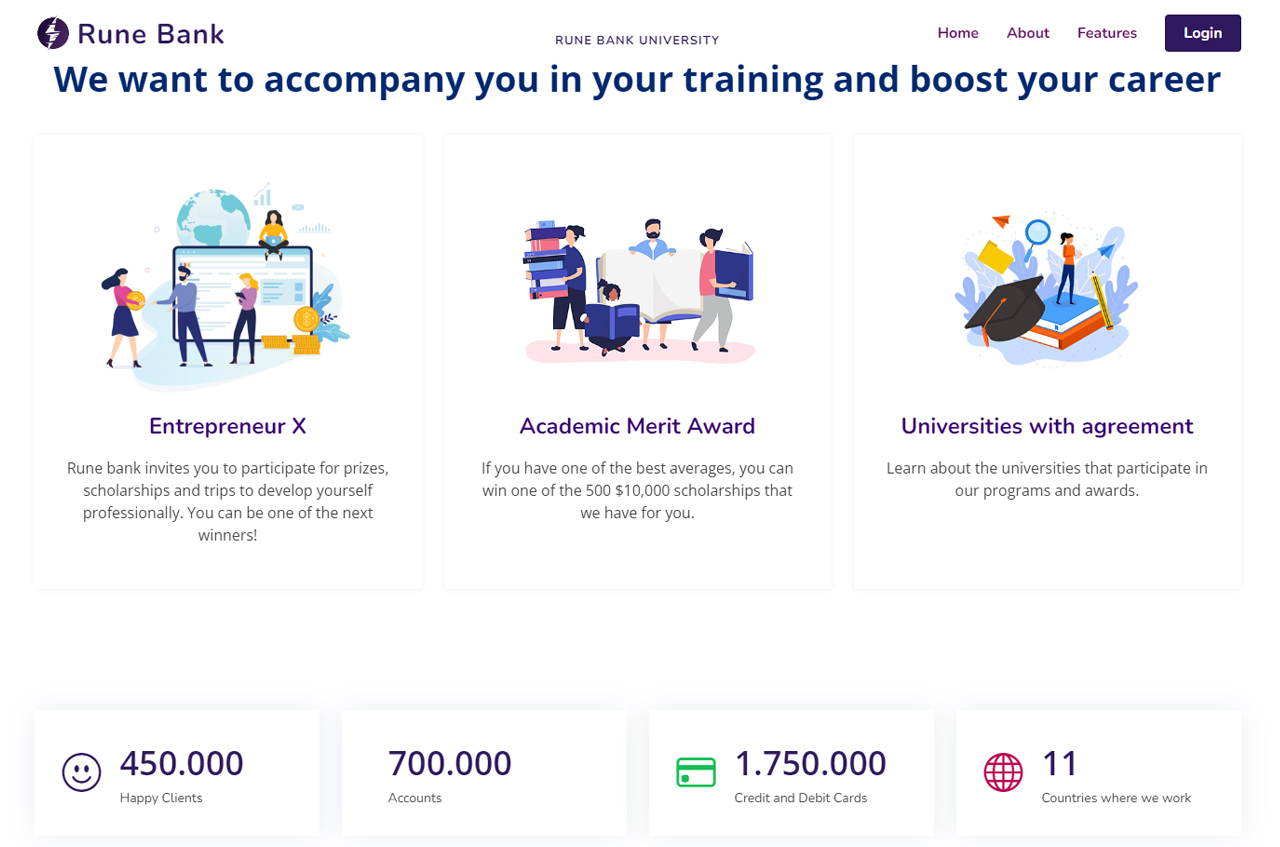 Rune Bank
RUNE BANK UNIVERSITY
Home
About
Features
Login
We want to accompany you in your training and boost your career
Entrepreneur X
Rune bank invites you to participate for prizes,
scholarships and trips to develop yourself
professionally. You can be one of the next
winners!
Academic Merit Award
If you have one of the best averages, you can
win one of the 500 $10,000 scholarships that
we have for you.
Universities with agreement
Learn about the universities that participate in
our programs and awards.
450.000
Happy Clients
700.000
Accounts
1.750.000
Credit and Debit Cards
11
Countries where we work